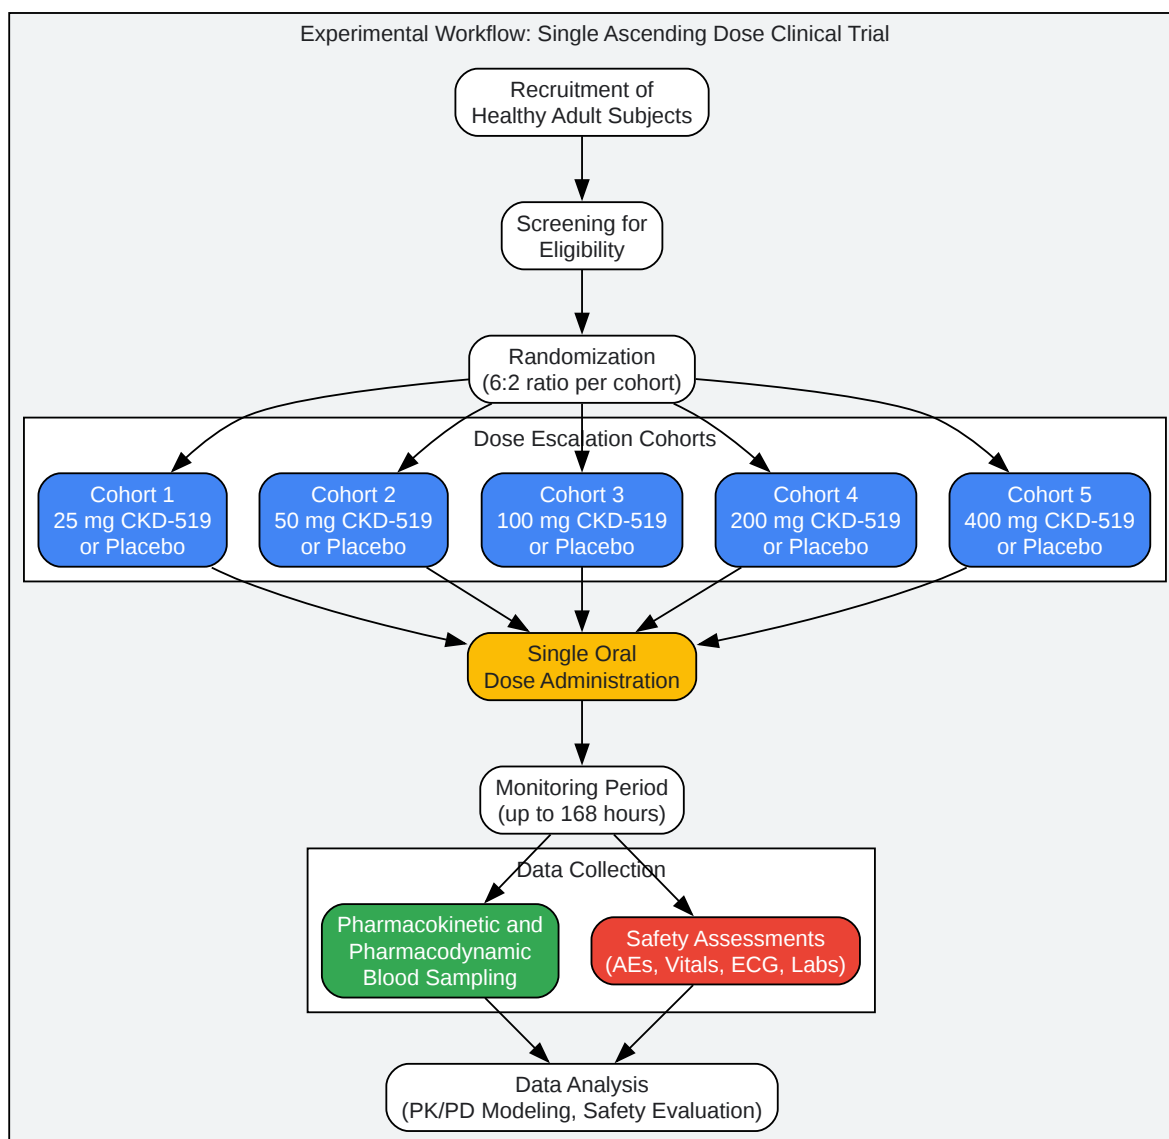 Experimental Workflow: Single Ascending Dose Clinical Trial
Recruitment of
Healthy Adult Subjects
Screening for
Eligibility
Randomization
(6:2 ratio per cohort)
Dose Escalation Cohorts
Cohort 1
25 mg CKD-519
or Placebo
Cohort 2
50 mg CKD-519
or Placebo
Cohort 3
100 mg CKD-519
or Placebo
Cohort 4
200 mg CKD-519
or Placebo
Cohort 5
400 mg CKD-519
or Placebo
Single Oral
Dose Administration
Monitoring Period
(up to 168 hours)
Data Collection
Pharmacokinetic and
Pharmacodynamic
Blood Sampling
Safety Assessments
(AEs, Vitals, ECG, Labs)
Data Analysis
(PK/PD Modeling, Safety Evaluation)